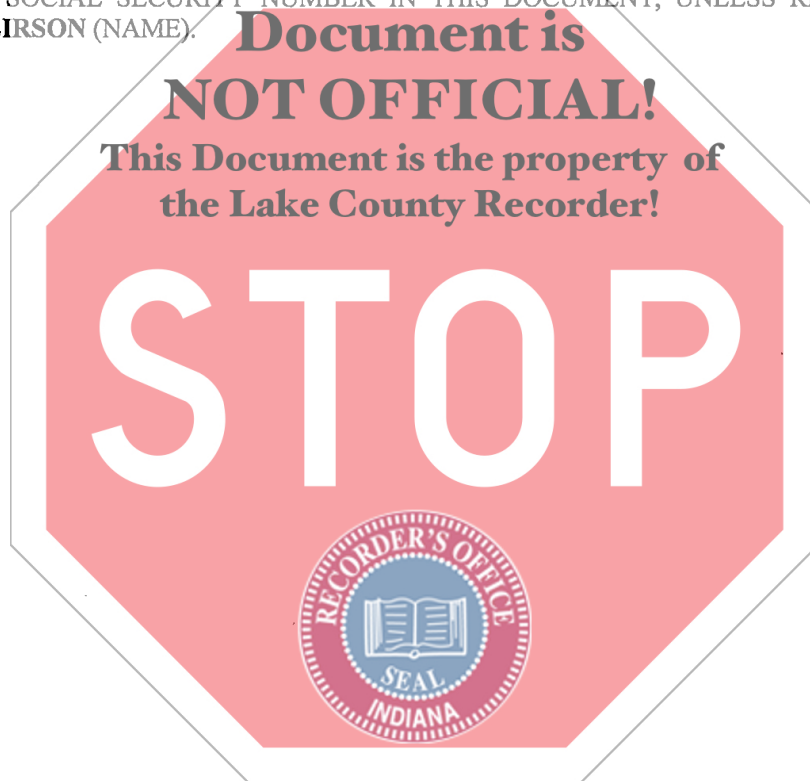 SOCIAL SECURITY NUMBER IN THIS DOCUMENT, UNLESS
IRSON (NAME).
Document is
NOT OFFICIAL!
This Document is the property of
the Lake County Recorder!
STOP
RECORDER'S OFFICE
SEAL
INDIANA